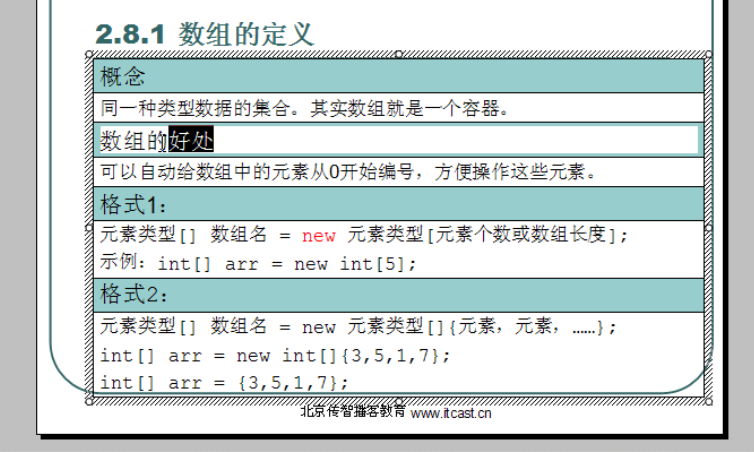 2.8.1 数组的定义
概念
同一种类型数据的集合。其实数组就是一个容器。
数组的好处
可以自动给数组中的元素从0开始编号，方便操作这些元素。
格式1：
元素类型[] 数组名 = new 元素类型[元素个数或数组长度];
示例：int[] arr = new int[5];
格式2：
元素类型[] 数组名 = new 元素类型[]{元素，元素，……};
int[] arr = new int[]{3,5,1,7};
int[] arr = {3,5,1,7};
北京传智播客教育 www.itcast.cn